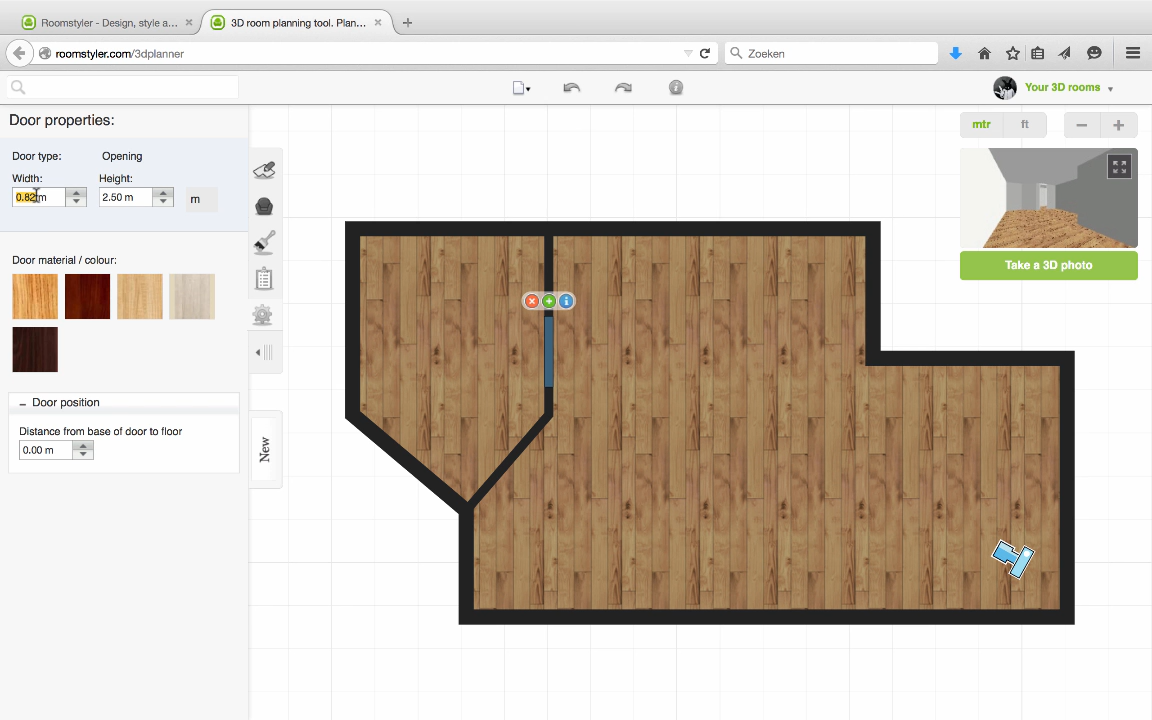 Roomstyler - Design, style a...
3D room planning tool. Plan...
roomstyler.com/3dplanner
Zoeken
Your 3D rooms
Door properties:
Door type: Opening
Width: Height:
0.82 m 2.50 m m
mtr ft
Take a 3D photo
Door material / colour:
Door position
Distance from base of door to floor
0.00 m
New